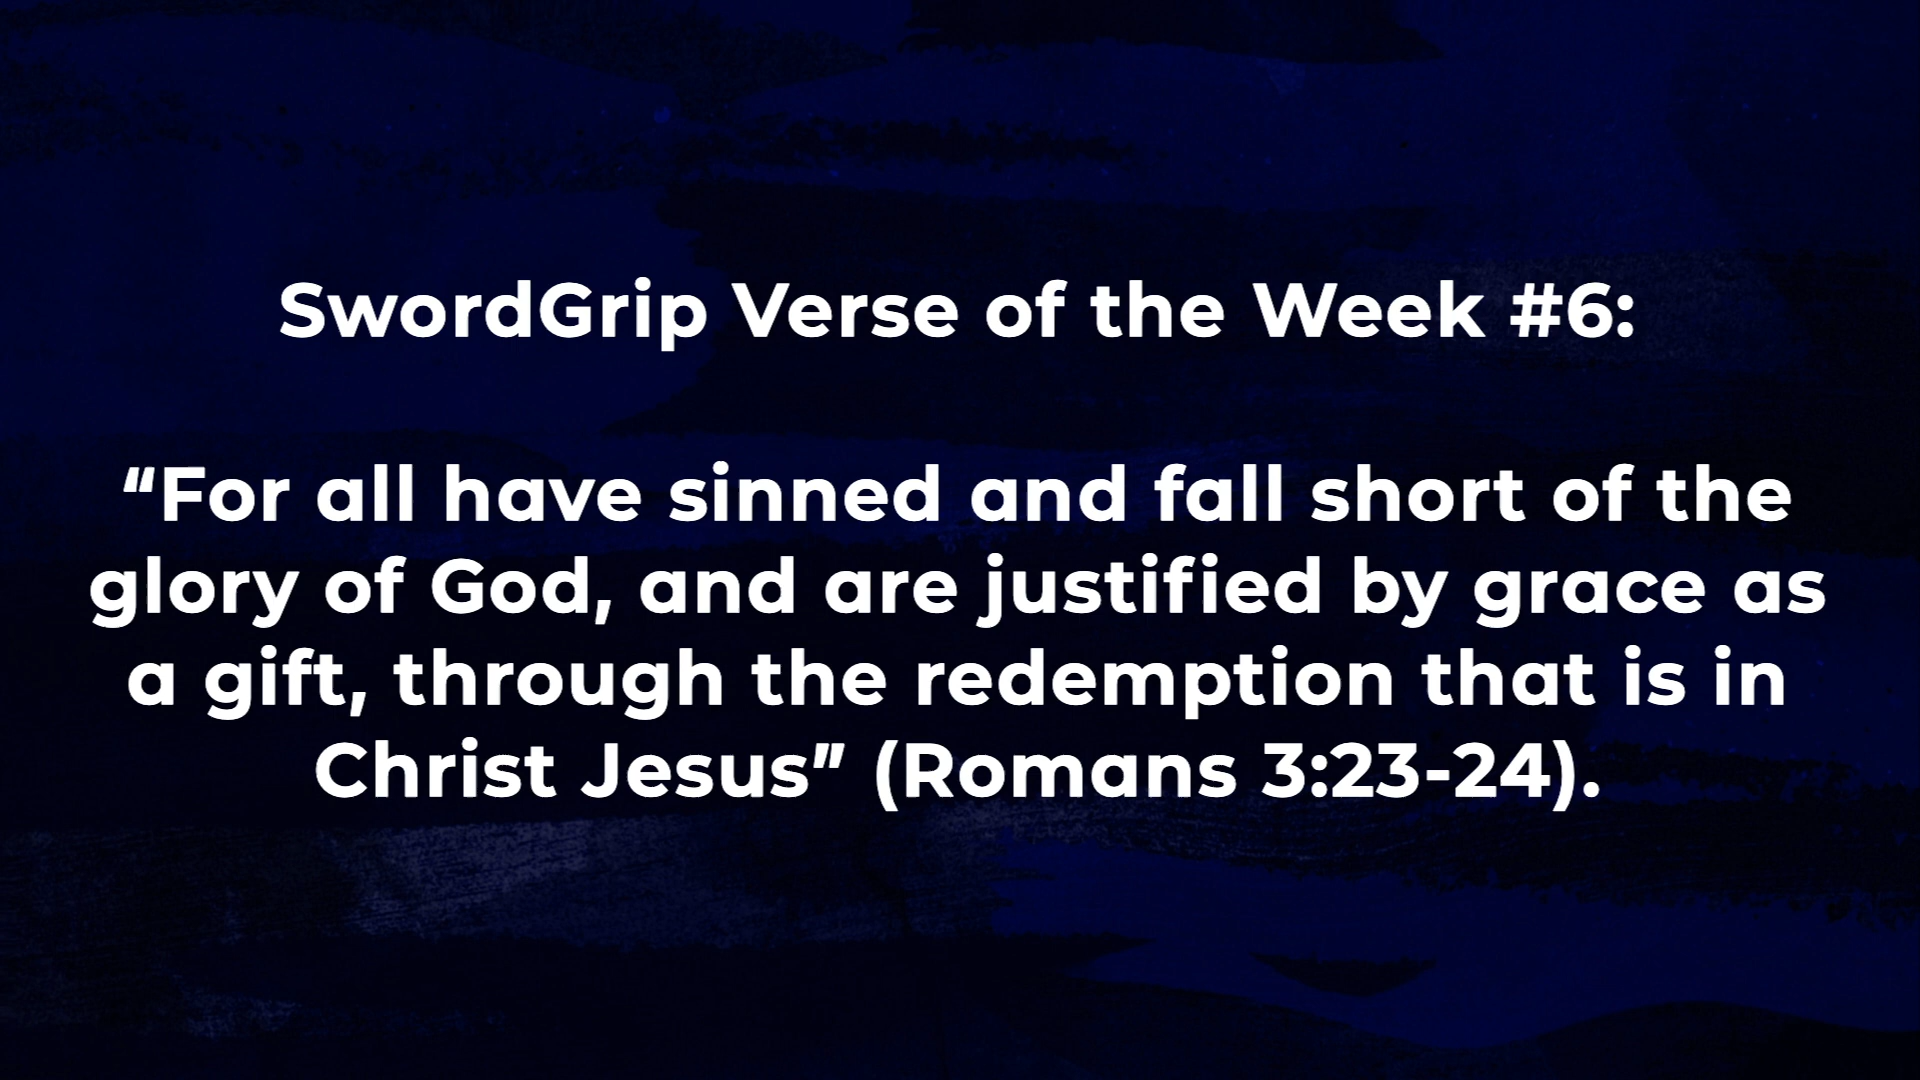 SwordGrip Verse of the Week #6:
“For all have sinned and fall short of the
glory of God, and are justified by grace as
a gift, through the redemption that is in
Christ Jesus” (Romans 3:23-24).